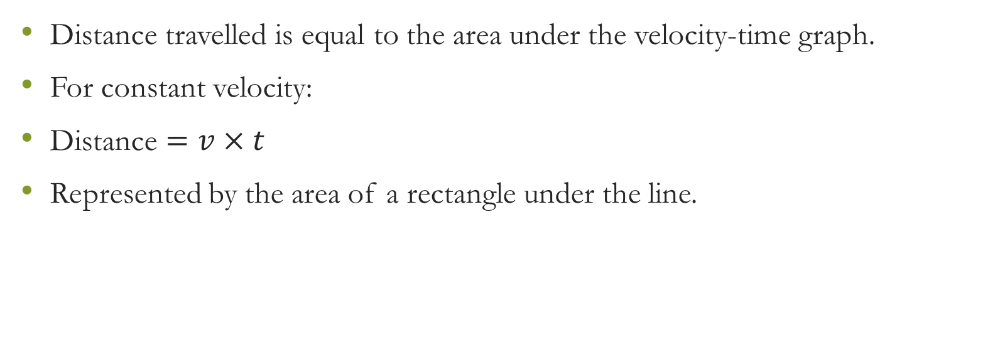 • Distance travelled is equal to the area under the velocity-time graph.
• For constant velocity:
• Distance = 𝑣 × 𝑡
• Represented by the area of a rectangle under the line.